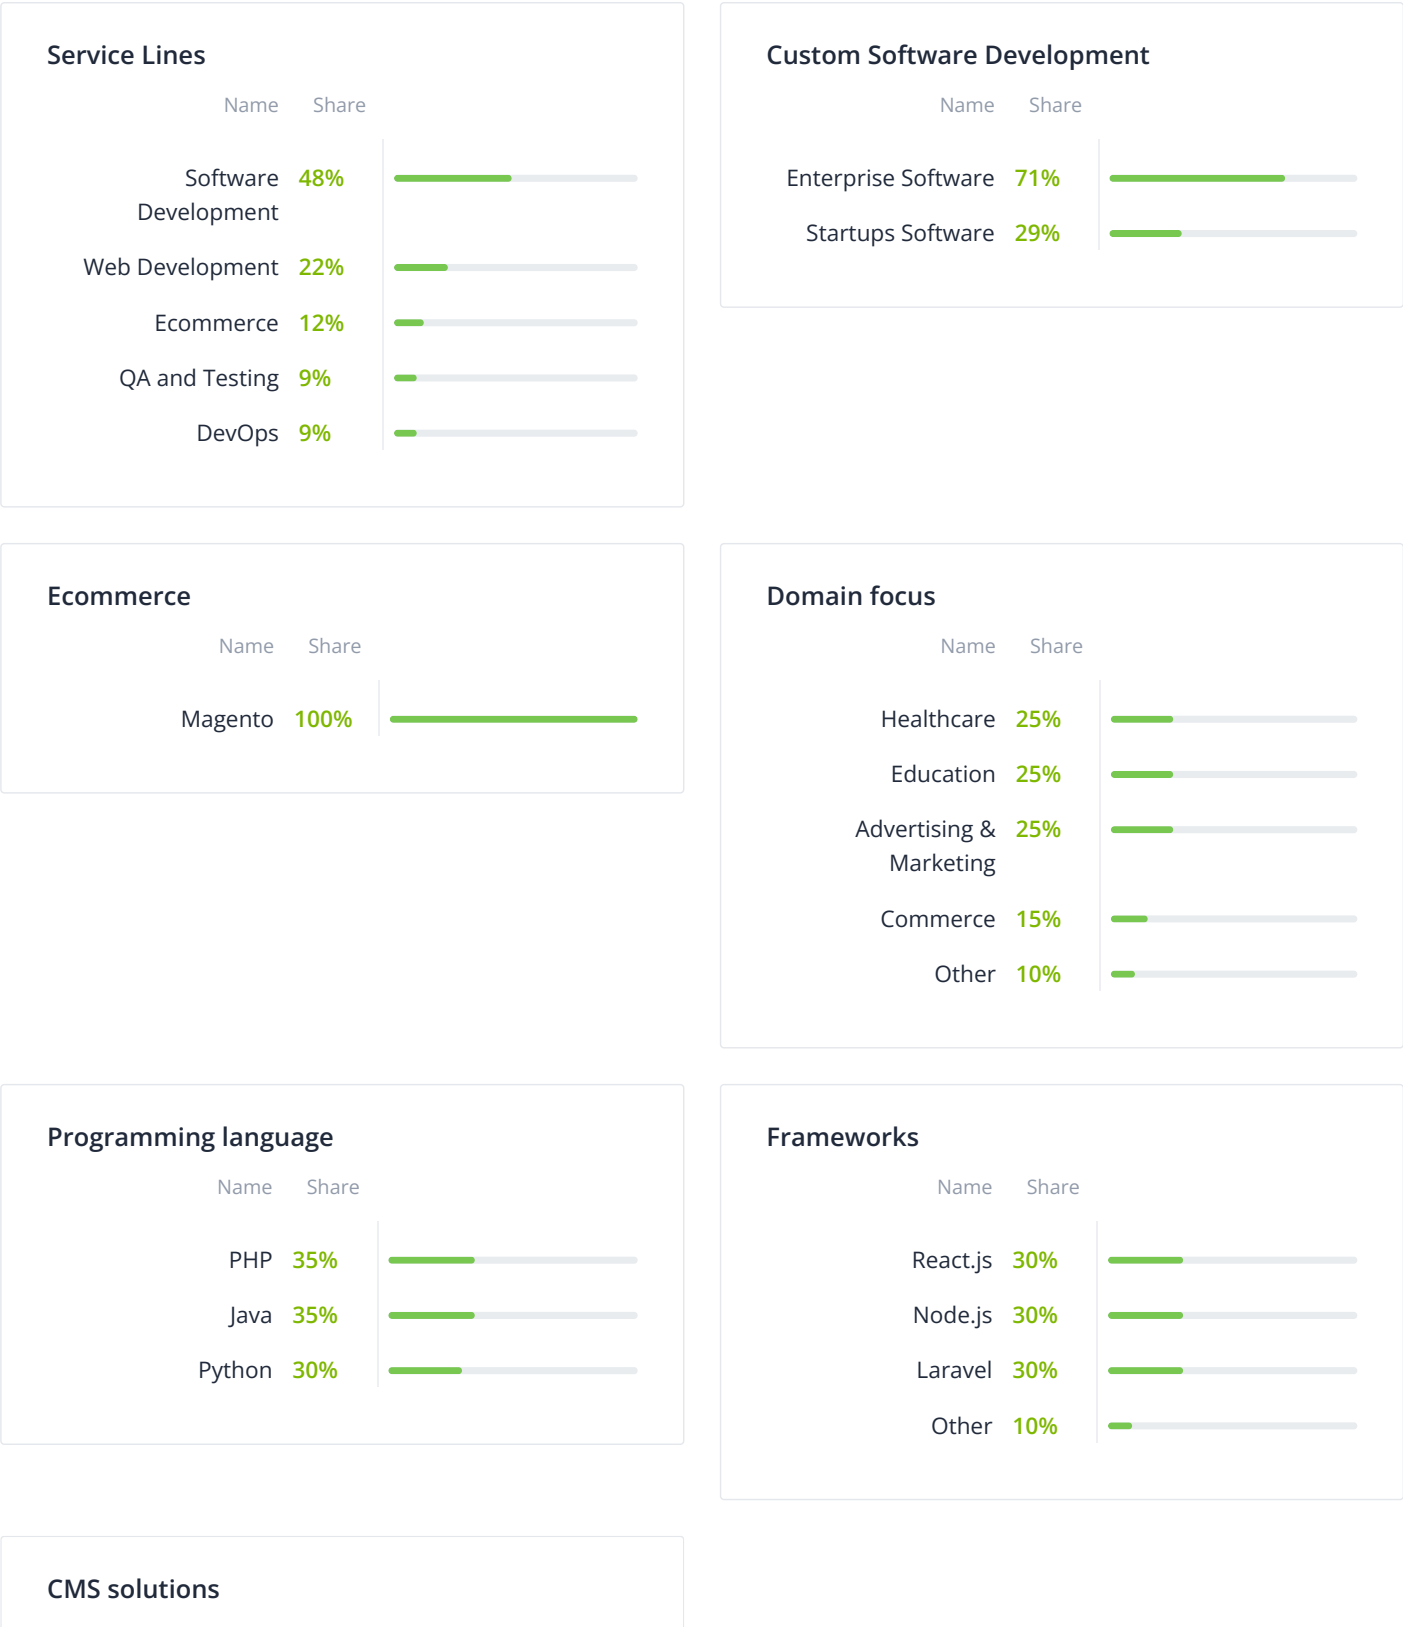 Service Lines
Name Share
Software 48%
Development
Web Development 22%
Ecommerce 12%
QA and Testing 9%
DevOps 9%
Custom Software Development
Name Share
Enterprise Software 71%
Startups Software 29%
Ecommerce
Name Share
Magento 100%
Domain focus
Name Share
Healthcare 25%
Education 25%
Advertising & 25%
Marketing
Commerce 15%
Other 10%
Programming language
Name Share
PHP 35%
Java 35%
Python 30%
Frameworks
Name Share
React.js 30%
Node.js 30%
Laravel 30%
Other 10%
CMS solutions